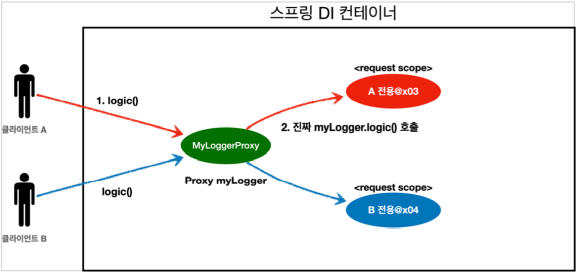 스프링 DI 컨테이너
<request scope>
A 전용@x03
1. logic()
클라이언트 A
2. 진짜 myLogger.logic() 호출
MyLoggerProxy
Proxy myLogger
<request scope>
logic()
B 전용@x04
클라이언트 B